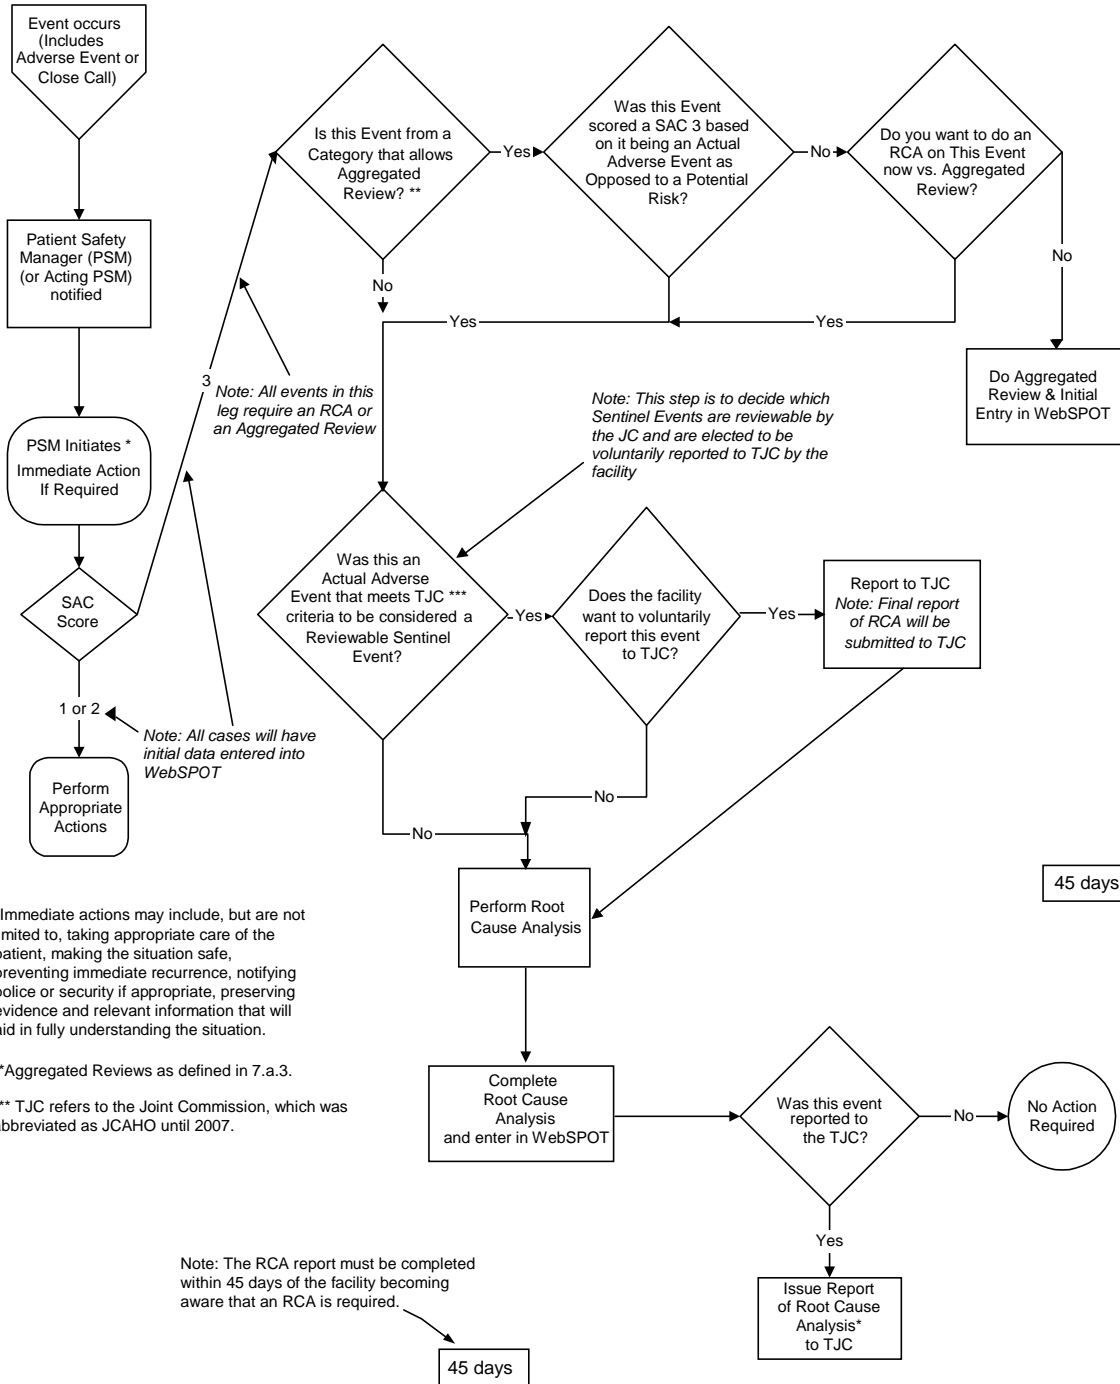 Event occurs
(Includes
Adverse Event or
Close Call)
Patient Safety
Manager (PSM)
(or Acting PSM)
notified
PSM Initiates *
Immediate Action
If Required
SAC
Score
1 or 2
Perform
Appropriate
Actions
3
Note: All cases will have
initial data entered into
WebSPOT
Note: All events in this
leg require an RCA or
an Aggregated Review
Is this Event from a
Category that allows
Aggregated
Review? **
Yes
No
Was this Event
scored a SAC 3 based
on it being an Actual
Adverse Event as
Opposed to a Potential
Risk?
No
Yes
Do you want to do an
RCA on This Event
now vs. Aggregated
Review?
No
Yes
Do Aggregated
Review & Initial
Entry in WebSPOT
Note: This step is to decide which
Sentinel Events are reviewable by
the JC and are elected to be
voluntarily reported to TJC by the
facility
Was this an
Actual Adverse
Event that meets TJC ***
criteria to be considered a
Reviewable Sentinel
Event?
Yes
No
Does the facility
want to voluntarily
report this event
to TJC?
Yes
No
Report to TJC
Note: Final report
of RCA will be
submitted to TJC
Perform Root
Cause Analysis
45 days
Immediate actions may include, but are not
imited to, taking appropriate care of the
patient, making the situation safe,
preventing immediate recurrence, notifying
police or security if appropriate, preserving
evidence and relevant information that will
aid in fully understanding the situation.
*Aggregated Reviews as defined in 7.a.3.
** TJC refers to the Joint Commission, which was
abbreviated as JCAHO until 2007.
Complete
Root Cause
Analysis
and enter in WebSPOT
Was this event
reported to
the TJC?
No
No Action
Required
Yes
Issue Report
of Root Cause
Analysis*
to TJC
Note: The RCA report must be completed
within 45 days of the facility becoming
aware that an RCA is required.
45 days